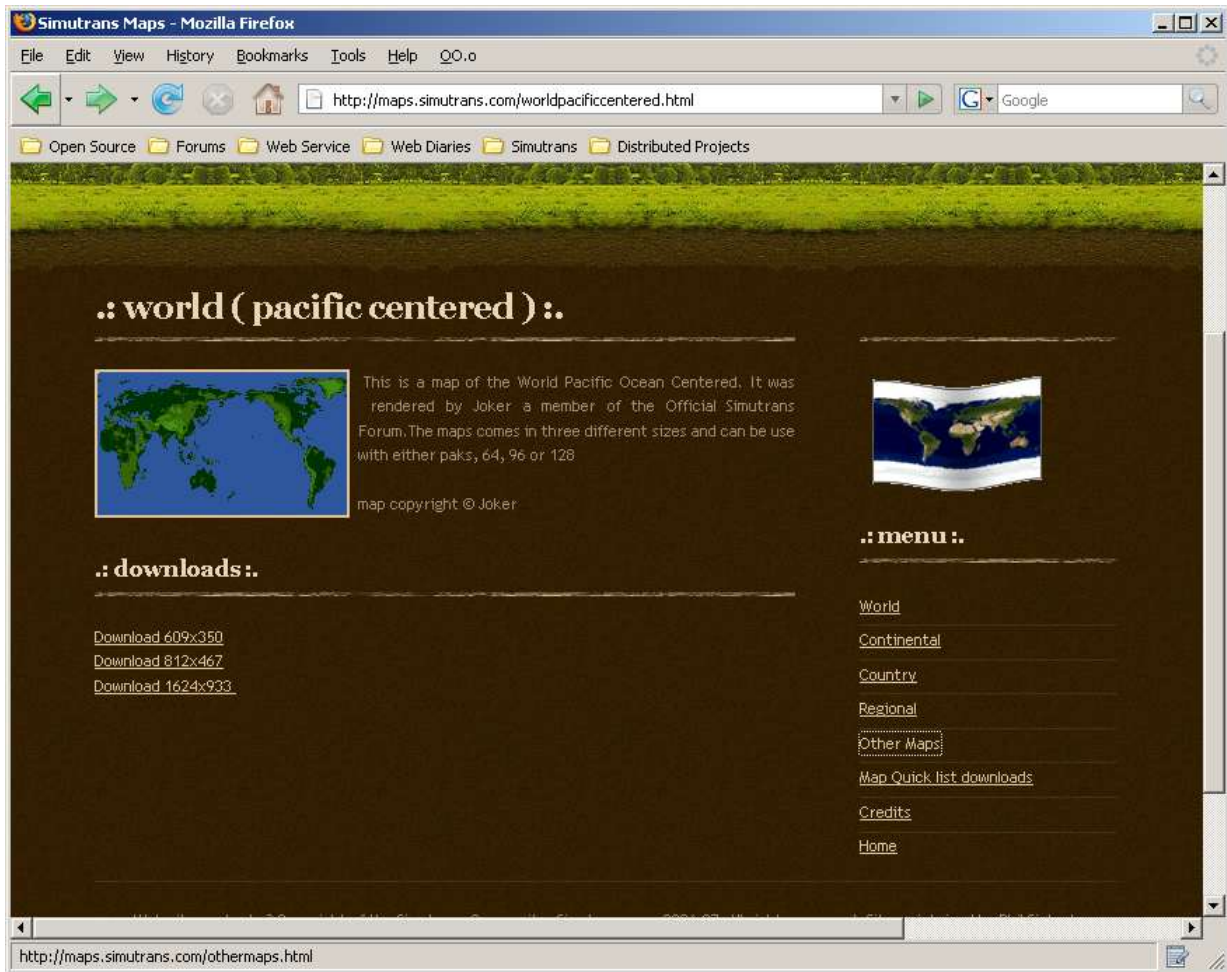 Simutrans Maps - Mozilla Firefox
File Edit View History Bookmarks Tools Help OO.o
http://maps.simutrans.com/worldpacificcentered.html
G Google
Open Source Forums Web Service Web Diaries Simutrans Distributed Projects
.: world ( pacific centered ) :.
This is a map of the World Pacific Ocean Centered. It was
rendered by Joker a member of the Official Simutrans
Forum.The maps comes in three different sizes and can be use
with either paks, 64, 96 or 128
map copyright © Joker
.: downloads :.
Download 609x350
Download 812x467
Download 1624x933
.: menu :.
World
Continental
Country
Regional
Other Maps
Map Quick list downloads
Credits
Home
http://maps.simutrans.com/othermaps.html